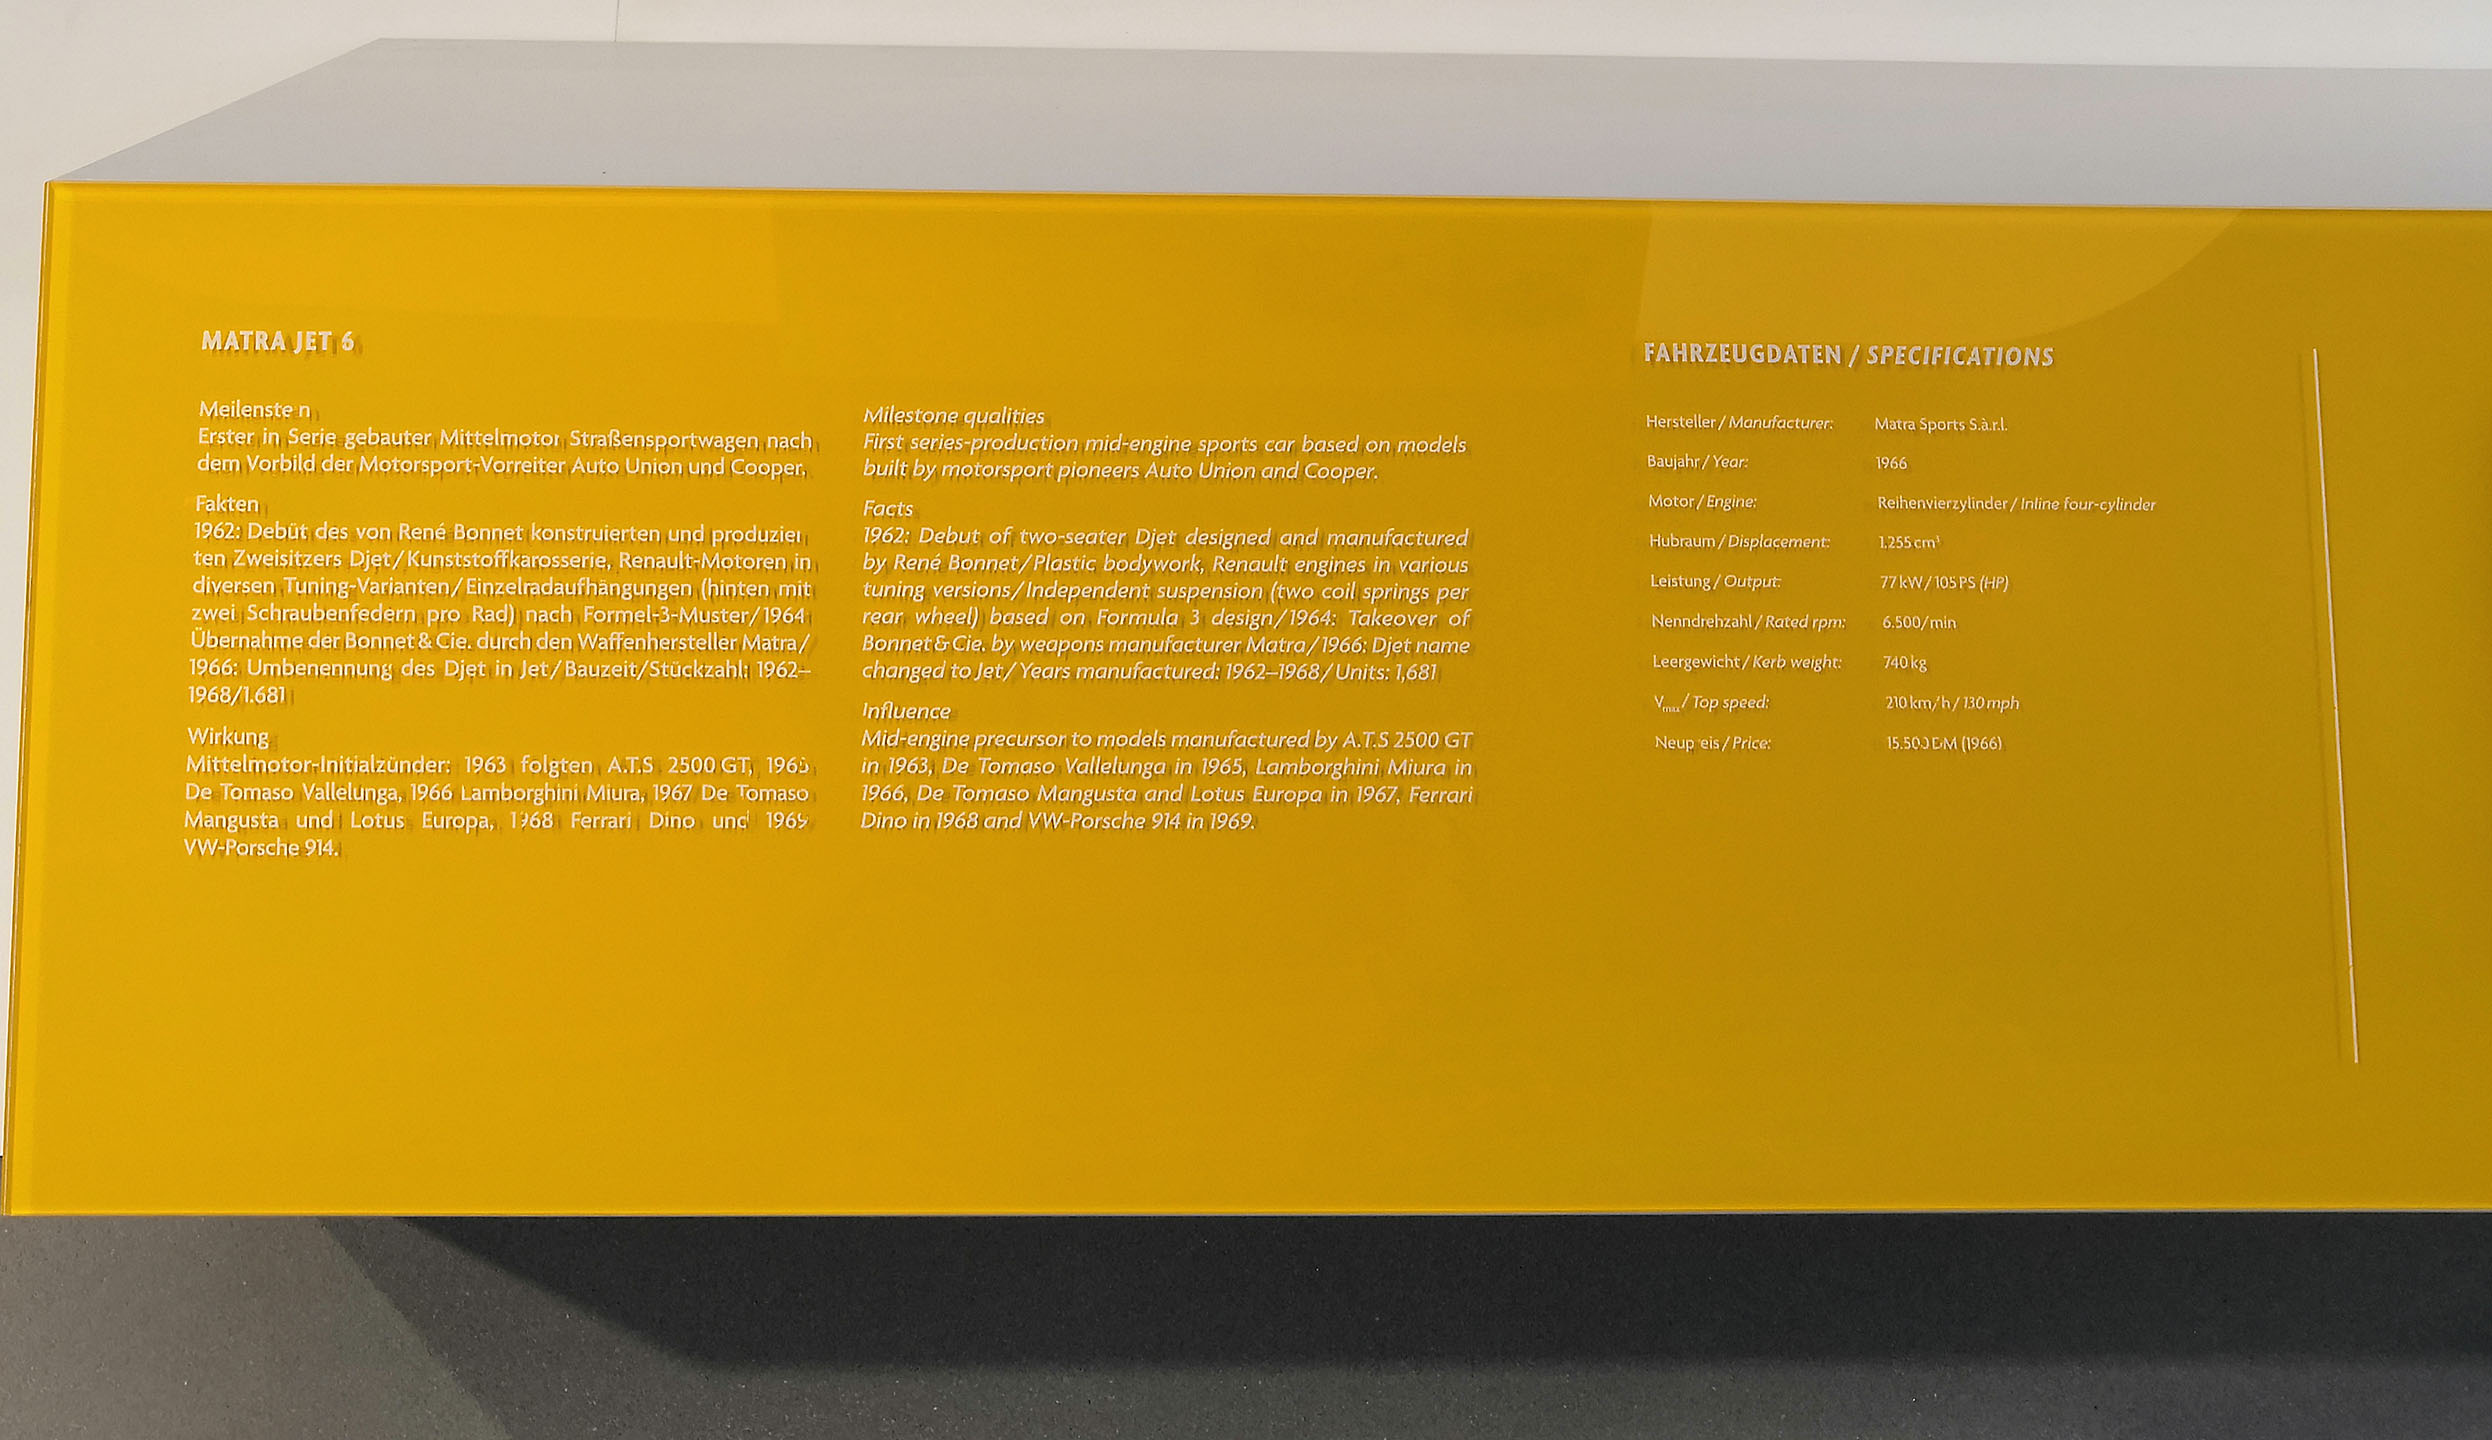 MATRA JET 6
Meilenste n
Erster in Serie gebauter Mittelmotor Straßensportwagen nach
dem Vorbild der Motorsport-Vorreiter Auto Union und Cooper.
Fakten
1962: Debüt des von René Bonnet konstruierten und produzier
ten Zweisitzers Djet/Kunststoffkarosserie, Renault-Motoren in
diversen Tuning-Varianten/Einzelradaufhängungen (hinten mit
zwei Schraubenfedern pro Rad) nach Formel-3-Muster/1964
Übernahme der Bonnet & Cie. durch den Waffenhersteller Matra/
1966: Umbenennung des Djet in Jet/Bauzeit/Stückzahl: 1962–
1968/1.681
Wirkung
Mittelmotor-Initialzünder: 1963 folgten A.T.S 2500 GT, 1965
De Tomaso Vallelunga, 1966 Lamborghini Miura, 1967 De Tomaso
Mangusta und Lotus Europa, 1968 Ferrari Dino und 1969
VW-Porsche 914.
Milestone qualities
First series-production mid-engine sports car based on models
built by motorsport pioneers Auto Union and Cooper.
Facts
1962: Debut of two-seater Djet designed and manufactured
by René Bonnet/Plastic bodywork, Renault engines in various
tuning versions/Independent suspension (two coil springs per
rear wheel) based on Formula 3 design/1964: Takeover of
Bonnet & Cie. by weapons manufacturer Matra/1966: Djet name
changed to Jet/Years manufactured: 1962–1968/Units: 1,681
Influence
Mid-engine precursor to models manufactured by A.T.S 2500 GT
in 1963, De Tomaso Vallelunga in 1965, Lamborghini Miura in
1966, De Tomaso Mangusta and Lotus Europa in 1967, Ferrari
Dino in 1968 and VW-Porsche 914 in 1969.
FAHRZEUGDATEN / SPECIFICATIONS
Hersteller / Manufacturer: Matra Sports S.à.r.l.
Baujahr / Year: 1966
Motor / Engine: Reihenvierzylinder / Inline four-cylinder
Hubraum / Displacement: 1.255 cm³
Leistung / Output: 77 kW / 105 PS (HP)
Nenndrehzahl / Rated rpm: 6.500/min
Leergewicht / Kerb weight: 740 kg
Vmax / Top speed: 210 km/h / 130 mph
Neup eis / Price: 15.500 DM (1966)